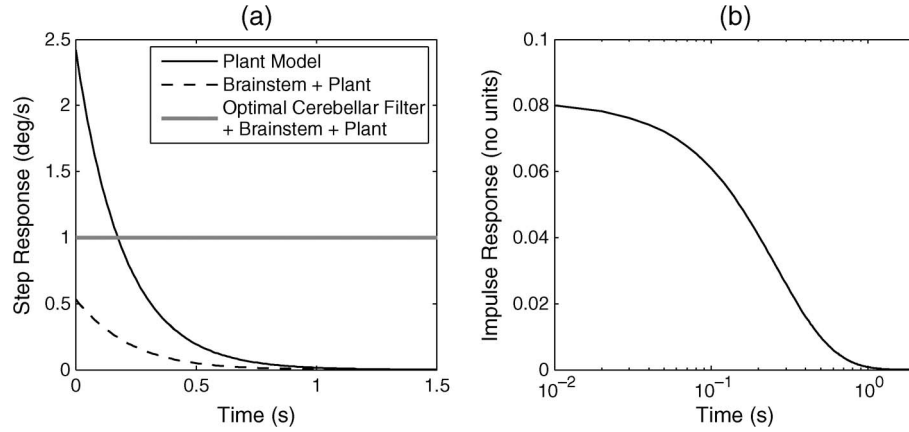 (a)
Step Response (deg/s)
2.5
2
1.5
1
0.5
0
Plant Model
Brainstem + Plant
Optimal Cerebellar Filter
+ Brainstem + Plant
0 0.5 1 1.5
Time (s)
(b)
Impulse Response (no units)
0.1
0.08
0.06
0.04
0.02
0
10⁻² 10⁻¹ 10⁰
Time (s)